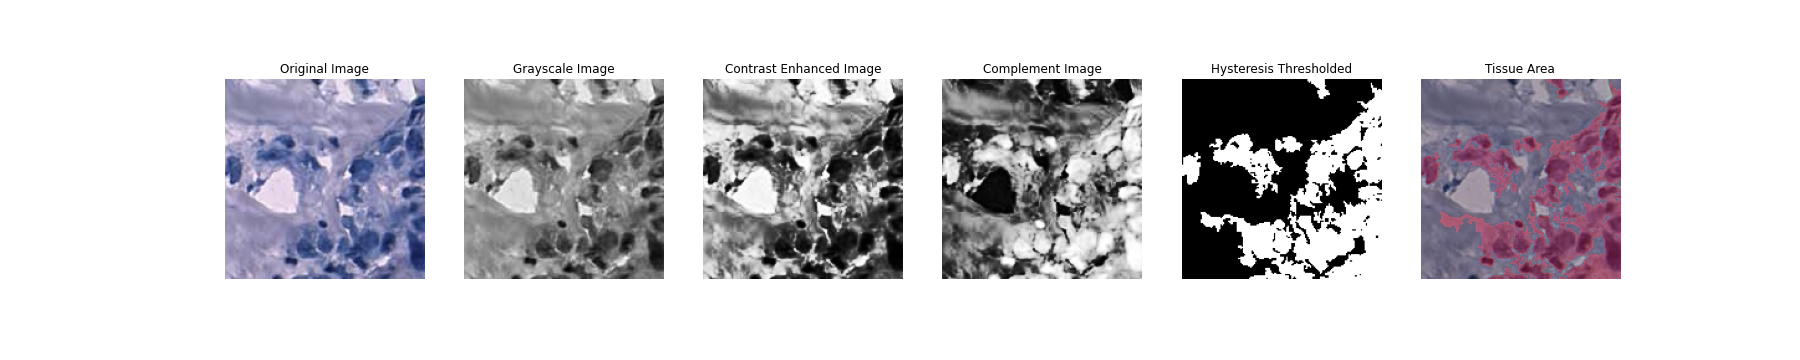 Original Image
Grayscale Image
Contrast Enhanced Image
Complement Image
Hysteresis Thresholded
Tissue Area